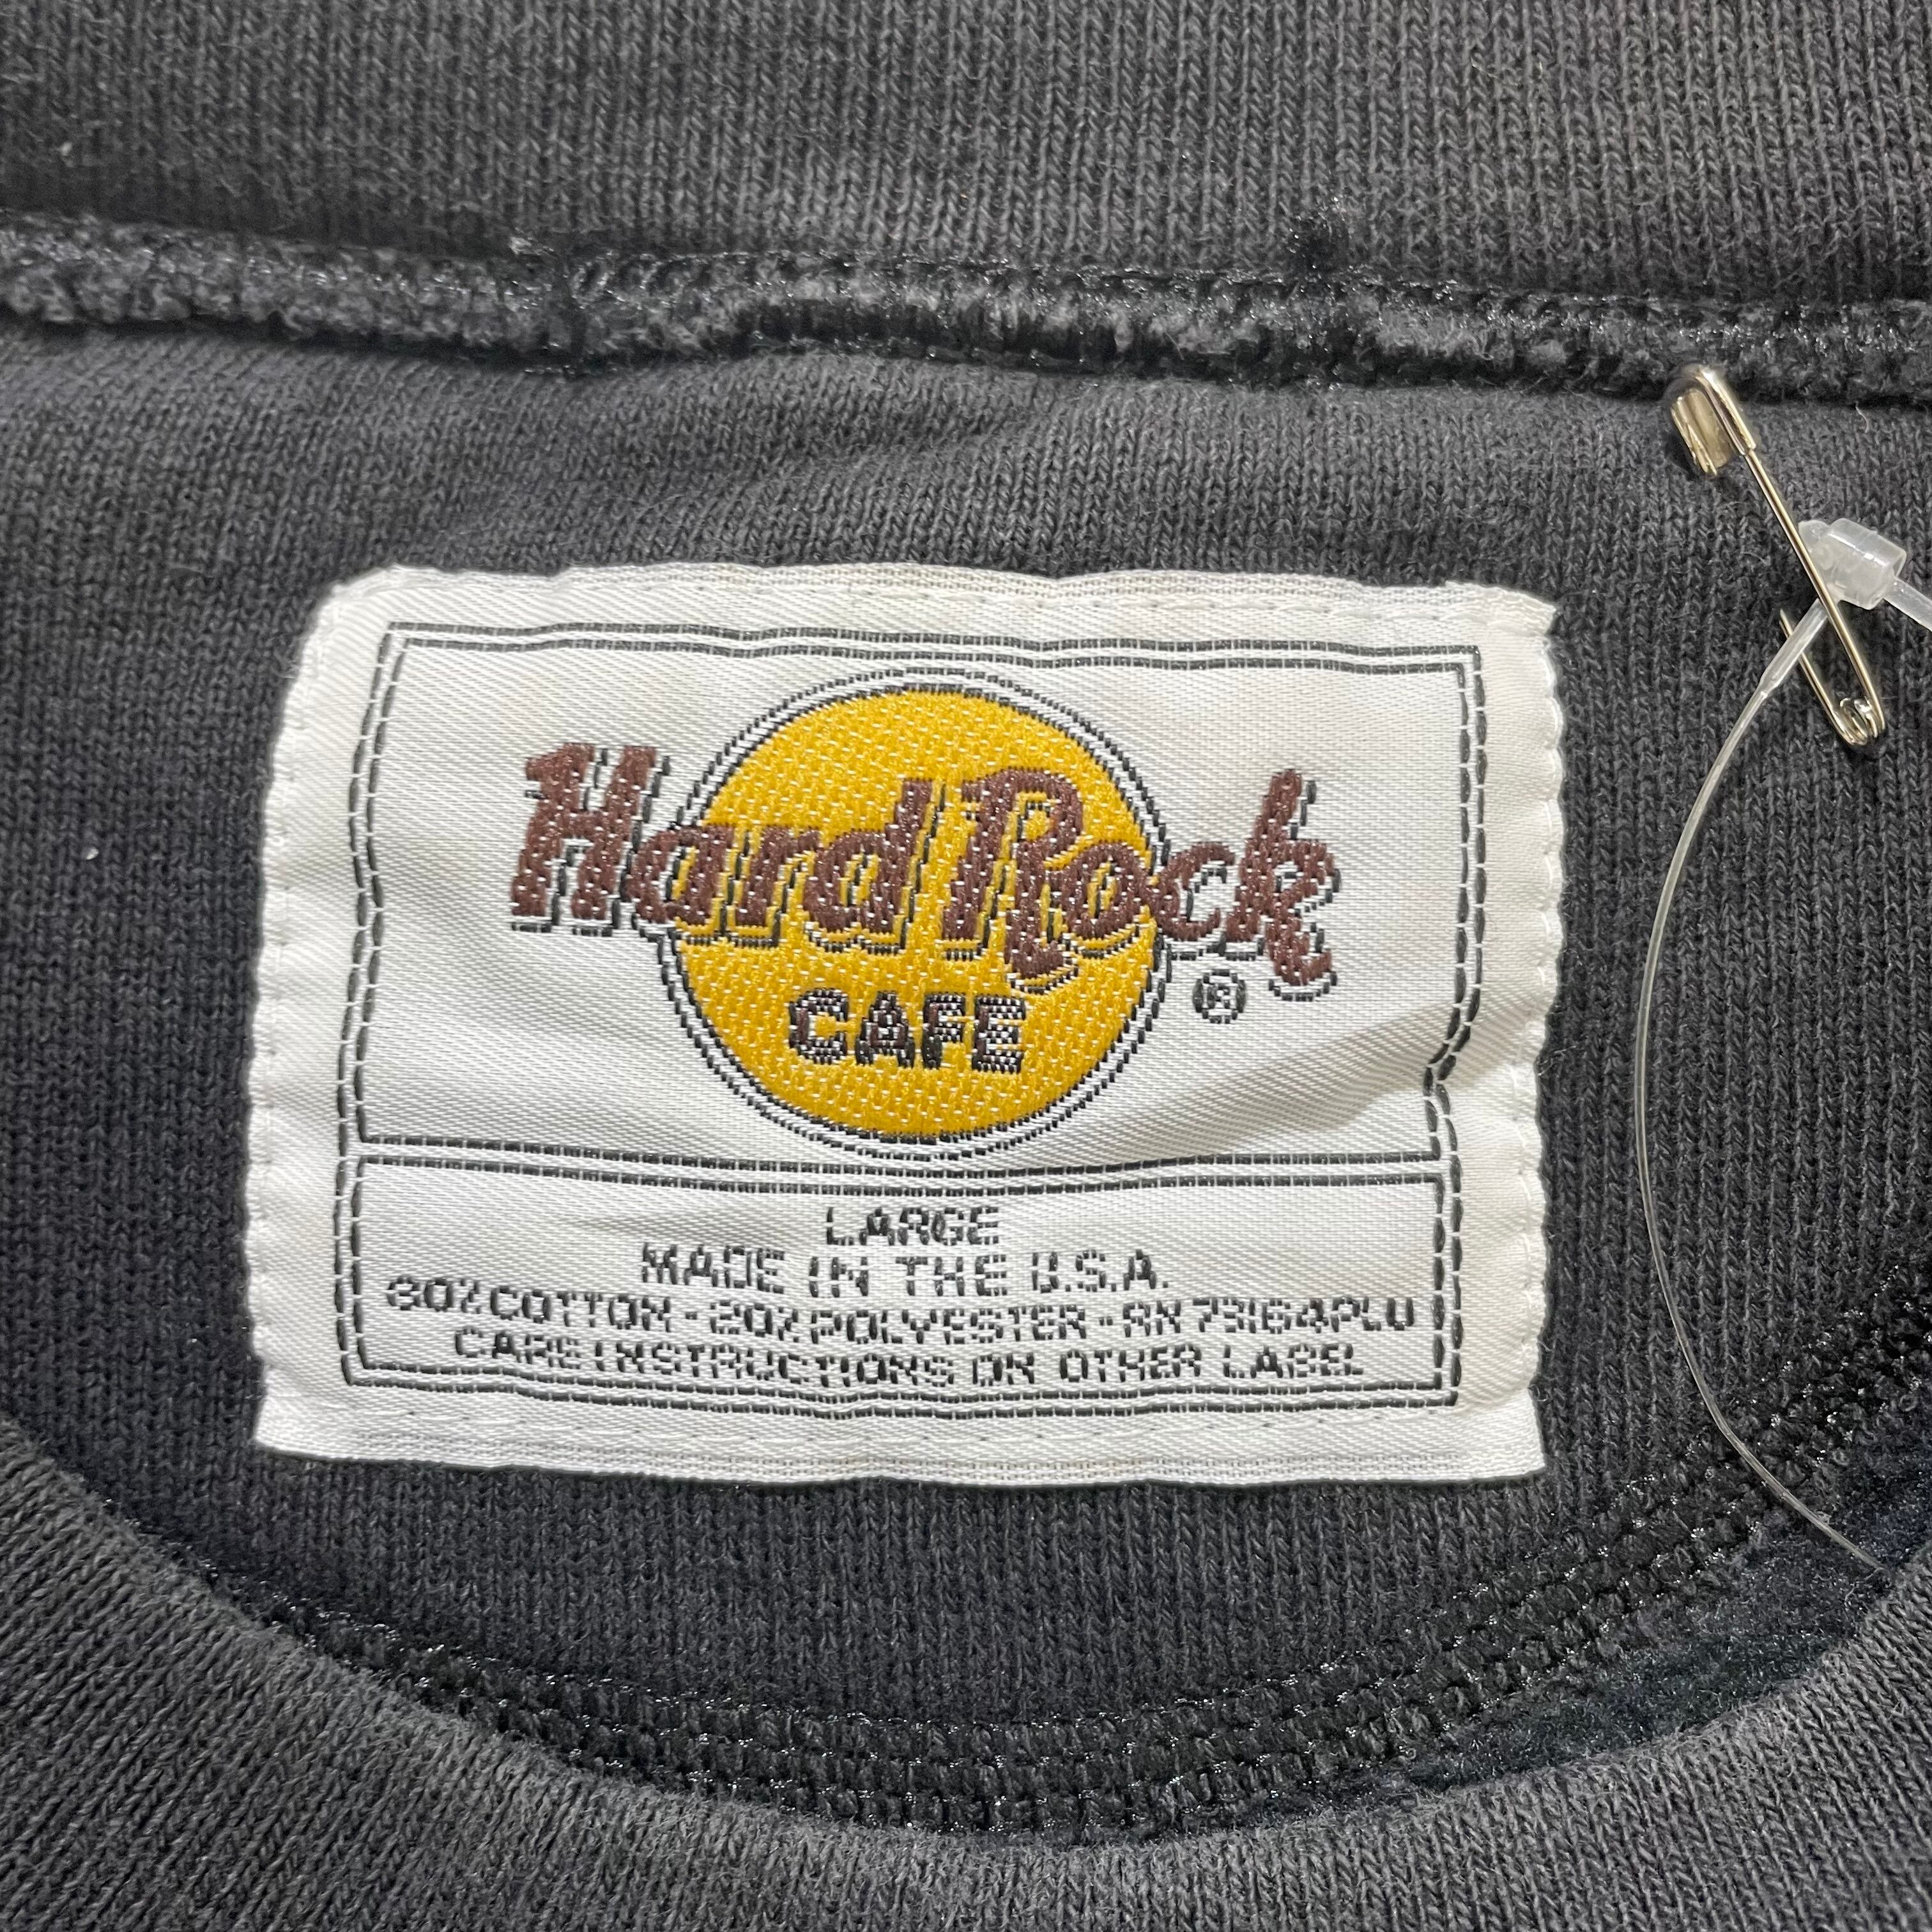 Hard Rock
CAFE
®
LARGE
MADE IN THE U.S.A.
80% COTTON - 20% POLYESTER - RN 73164PLU
CARE INSTRUCTIONS ON OTHER LABEL